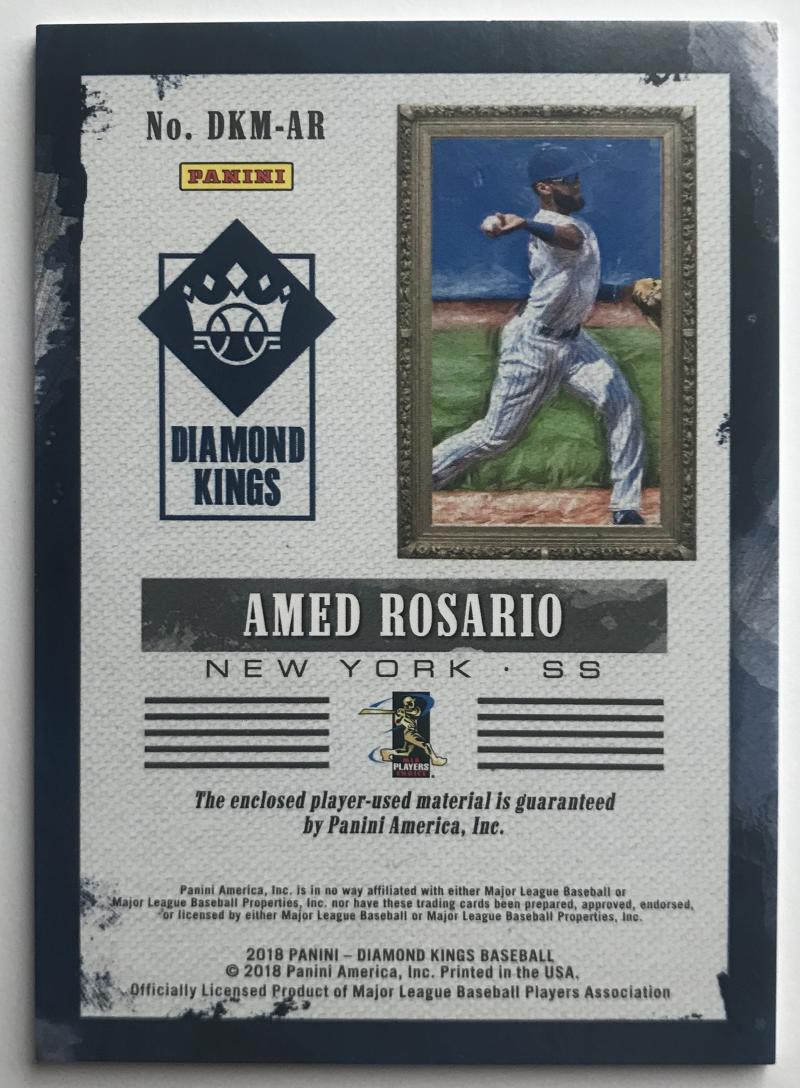 No. DKM-AR
PANINI
DIAMOND
KINGS
AMED ROSARIO
NEW YORK · SS
MLB
PLAYERS
CHOICE
The enclosed player-used material is guaranteed
by Panini America, Inc.
Panini America, Inc. is in no way affiliated with either Major League Baseball or
Major League Baseball Properties, Inc. nor have these trading cards been prepared, approved, endorsed,
or licensed by either Major League Baseball or Major League Baseball Properties, Inc.
2018 PANINI – DIAMOND KINGS BASEBALL
© 2018 Panini America, Inc. Printed in the USA.
Officially Licensed Product of Major League Baseball Players Association